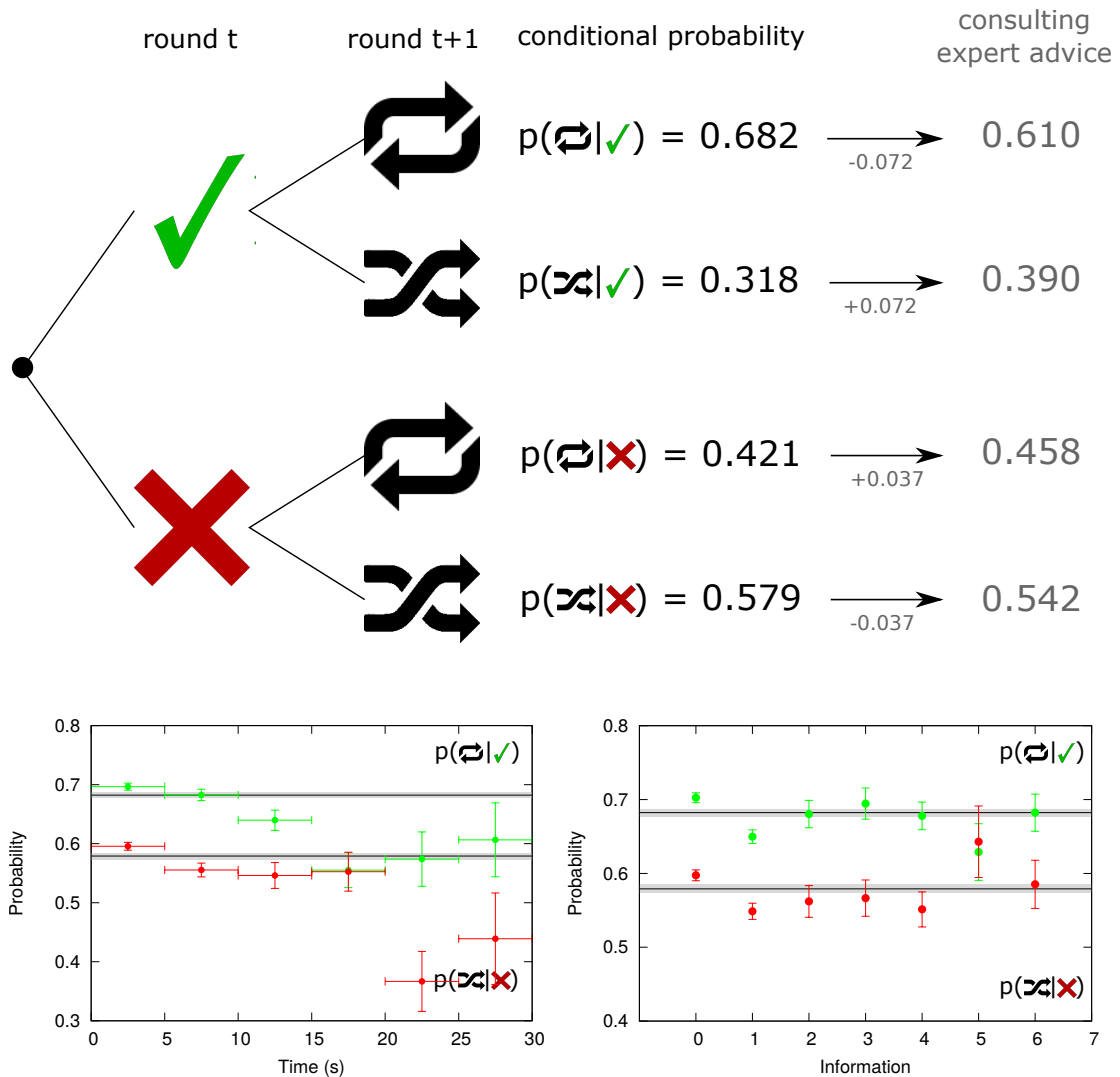 round t
round t+1
conditional probability
consulting
expert advice
p(🔁|✓) = 0.682
-0.072
0.610
p(🔀|✓) = 0.318
+0.072
0.390
p(🔁|✗) = 0.421
+0.037
0.458
p(🔀|✗) = 0.579
-0.037
0.542
0.8
0.7
0.6
0.5
0.4
0.3
Probability
p(🔁|✓)
p(🔀|✗)
0 5 10 15 20 25 30
Time (s)
0.8
0.7
0.6
0.5
0.4
Probability
p(🔁|✓)
p(🔀|✗)
0 1 2 3 4 5 6 7
Information